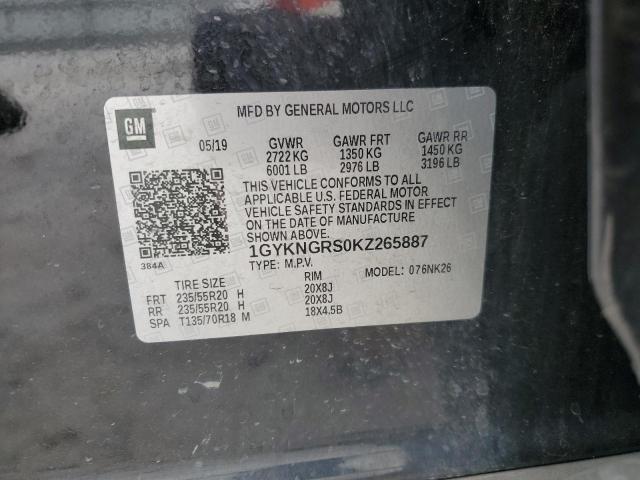 GM
MFD BY GENERAL MOTORS LLC
05/19 GVWR GAWR FRT GAWR RR
2722 KG 1350 KG 1450 KG
6001 LB 2976 LB 3196 LB
THIS VEHICLE CONFORMS TO ALL
APPLICABLE U.S. FEDERAL MOTOR
VEHICLE SAFETY STANDARDS IN EFFECT
ON THE DATE OF MANUFACTURE
SHOWN ABOVE.
1GYKNGRS0KZ265887
384A TYPE: M.P.V. MODEL: 076NK26
TIRE SIZE RIM
FRT 235/55R20 H 20X8J
RR 235/55R20 H 20X8J
SPA T135/70R18 M 18X4.5B